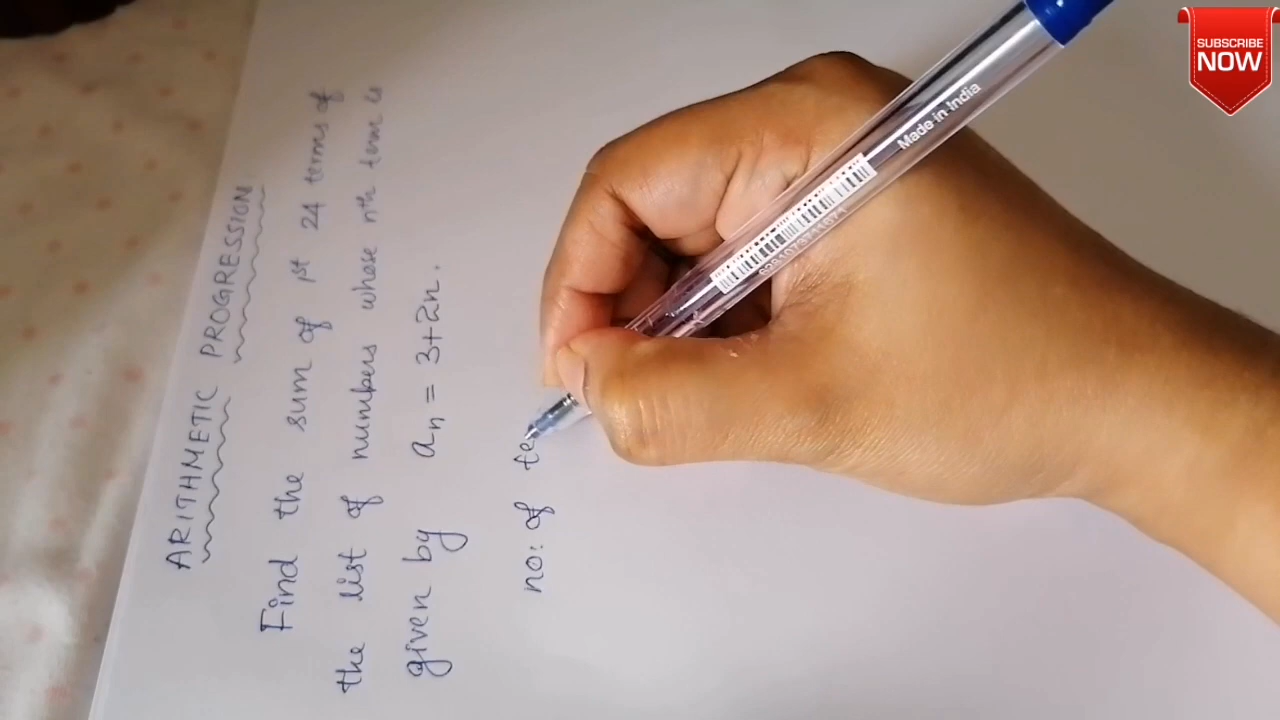 ARITHMETIC PROGRESSION
Find the sum of 1st 24 terms of
the list of numbers whose nth term is
given by an = 3+2n.
no: of te
Made-in-India
SUBSCRIBE
NOW